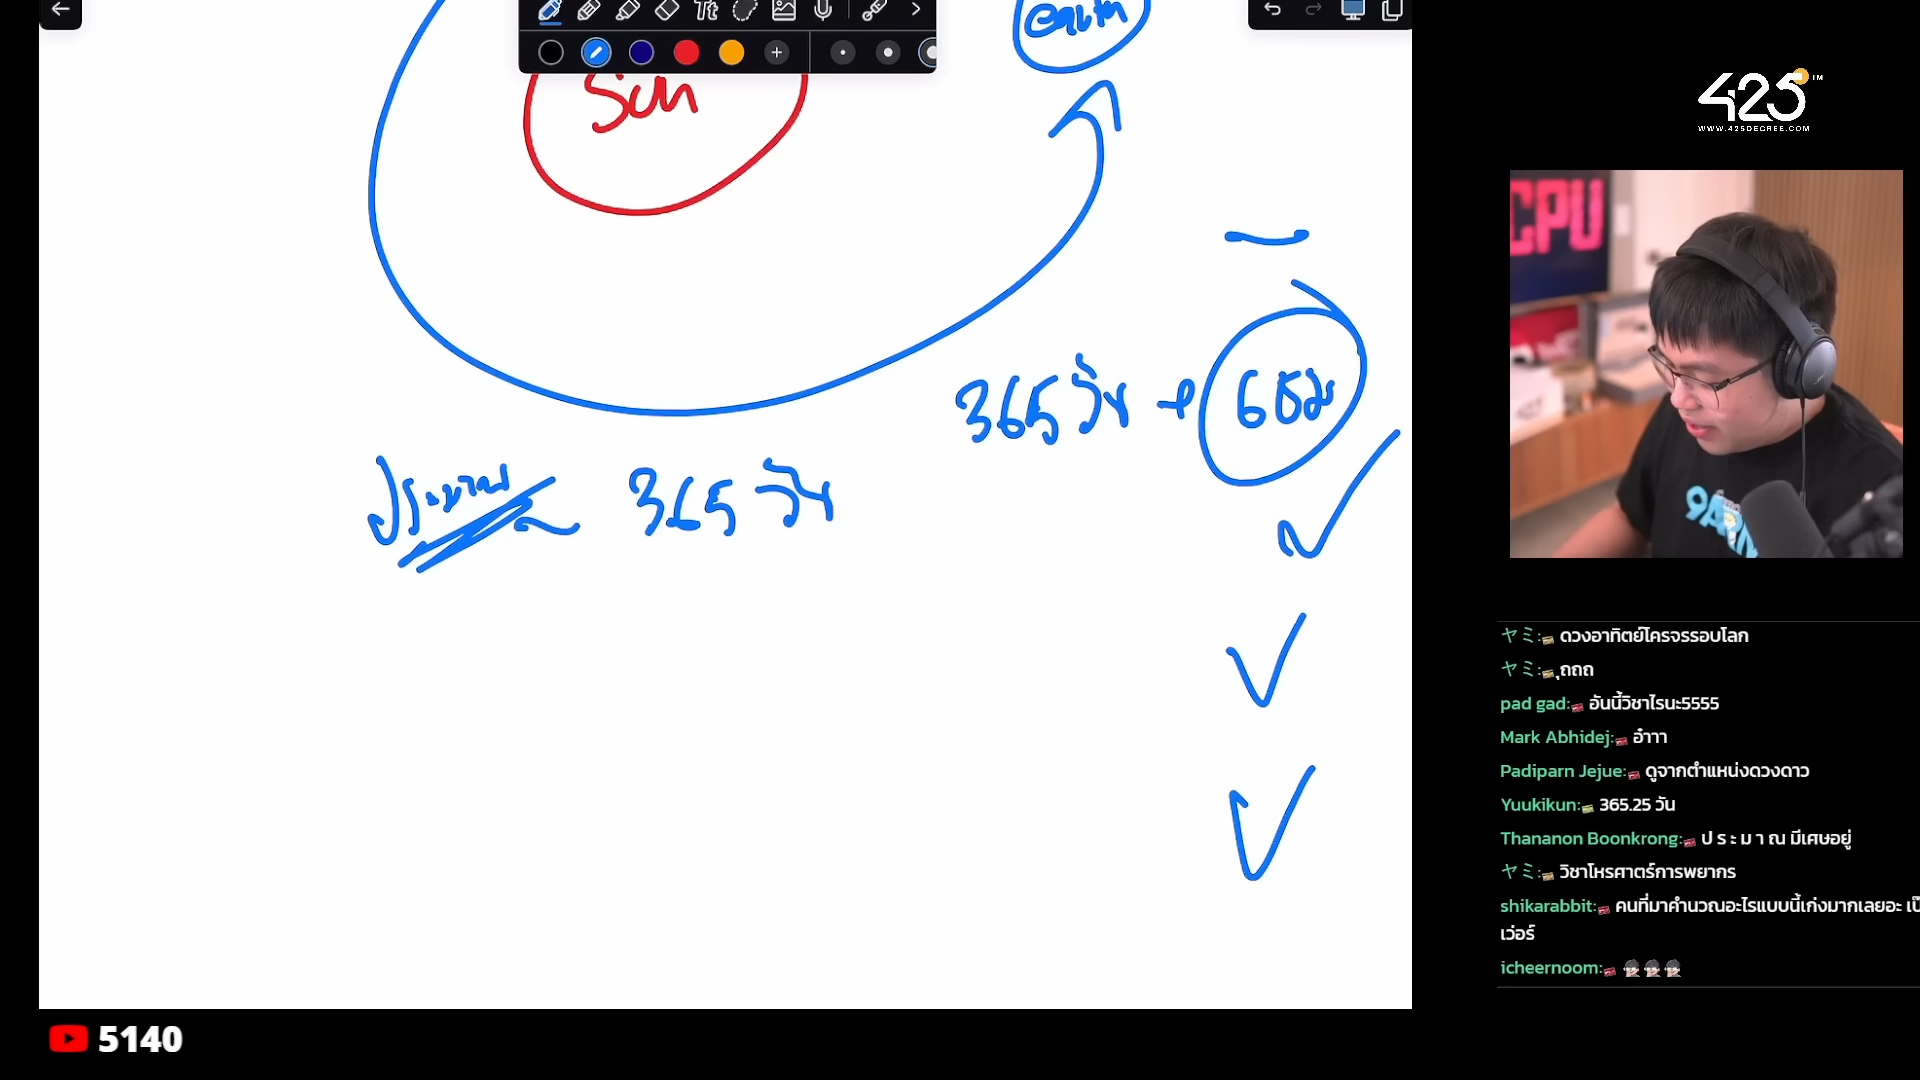 earth
Tt
Sun
425™
WWW.425DEGREE.COM
CPU
365 วัน + 6 ชม
ประมาณ ~ 365 วัน
9ARM
ヤミ: ดวงอาทิตย์โครจรรอบโลก
ヤミ: ุถถถ
pad gad: อันนี้วิชาไรนะ5555
Mark Abhidej: อ๋าาา
Padiparn Jejue: ดูจากตำแหน่งดวงดาว
Yuukikun: 365.25 วัน
Thananon Boonkrong: ป ร ะ ม า ณ มีเศษอยู่
ヤミ: วิชาโหรศาตร์การพยากร
shikarabbit: คนที่มาคำนวณอะไรแบบนี้เก่งมากเลยอะ เป็
เว่อร์
icheernoom:
5140